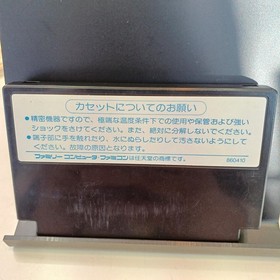 カセットについてのお願い
●精密機器ですので、極端な温度条件下での使用や保管および強い
ショックをさけてください。また、絶対に分解しないでください。
●端子部に手を触れたり、水にぬらしたりして汚さないようにして
ください。故障の原因となります。
ファミリーコンピュータ・ファミコンは任天堂の商標です。
860410